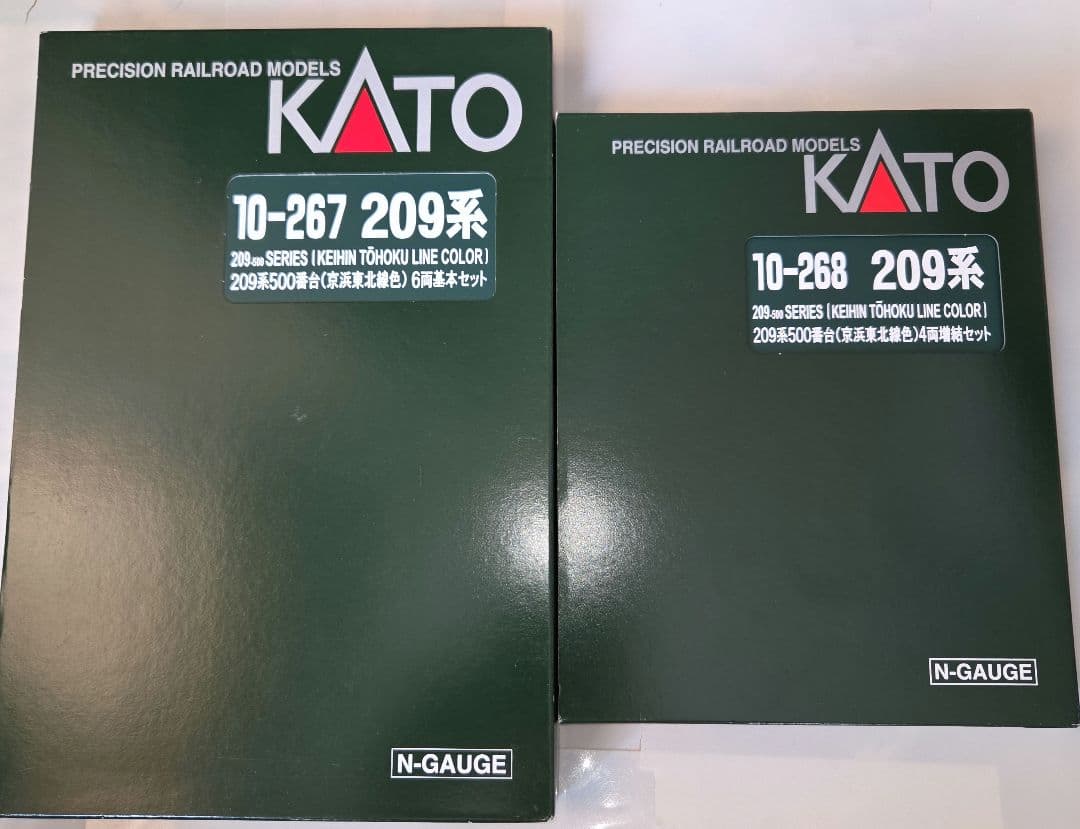 PRECISION RAILROAD MODELS
KATO
10-267 209系
209-500 SERIES (KEIHIN TŌHOKU LINE COLOR)
209系500番台(京浜東北線色) 6両基本セット
N-GAUGE
PRECISION RAILROAD MODELS
KATO
10-268 209系
209-500 SERIES (KEIHIN TŌHOKU LINE COLOR)
209系500番台(京浜東北線色)4両増結セット
N-GAUGE